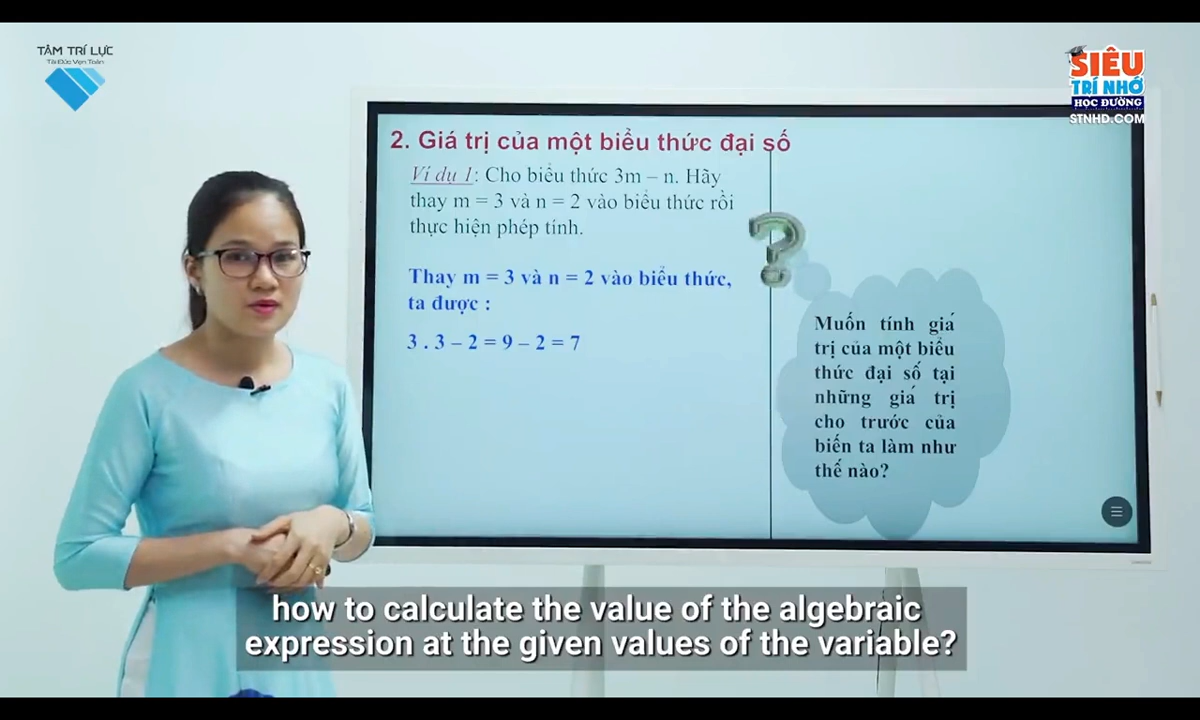 TÂM TRÍ LỰC
Tài Đức Vẹn Toàn
SIÊU
TRÍ NHỚ
HỌC ĐƯỜNG
STNHD.COM
2. Giá trị của một biểu thức đại số
Ví dụ 1: Cho biểu thức 3m – n. Hãy
thay m = 3 và n = 2 vào biểu thức rồi
thực hiện phép tính.
Thay m = 3 và n = 2 vào biểu thức,
ta được :
3 . 3 – 2 = 9 – 2 = 7
?
Muốn tính giá
trị của một biểu
thức đại số tại
những giá trị
cho trước của
biến ta làm như
thế nào?
how to calculate the value of the algebraic
expression at the given values of the variable?